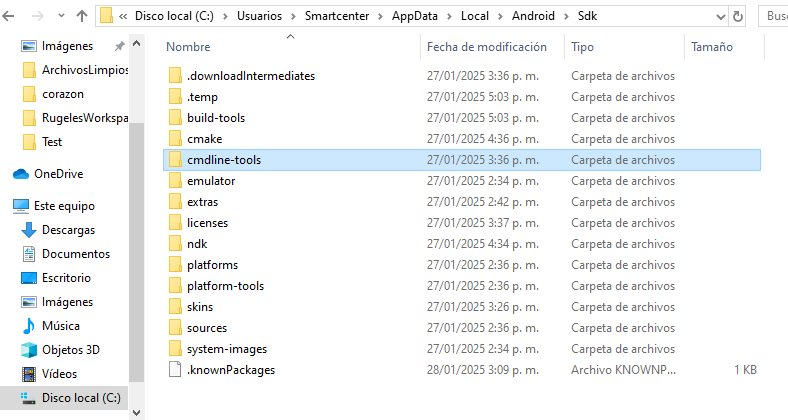 « Disco local (C:) > Usuarios > Smartcenter > AppData > Local > Android > Sdk
Nombre Fecha de modificación Tipo Tamaño
Imágenes
ArchivosLimpios
corazon
RugelesWorkspa
Test
OneDrive
Este equipo
Descargas
Documentos
Escritorio
Imágenes
Música
Objetos 3D
Vídeos
Disco local (C:)
.downloadIntermediates 27/01/2025 3:36 p. m. Carpeta de archivos
.temp 27/01/2025 5:03 p. m. Carpeta de archivos
build-tools 27/01/2025 5:03 p. m. Carpeta de archivos
cmake 27/01/2025 4:36 p. m. Carpeta de archivos
cmdline-tools 27/01/2025 3:36 p. m. Carpeta de archivos
emulator 27/01/2025 2:34 p. m. Carpeta de archivos
extras 27/01/2025 2:42 p. m. Carpeta de archivos
licenses 27/01/2025 3:37 p. m. Carpeta de archivos
ndk 27/01/2025 4:34 p. m. Carpeta de archivos
platforms 27/01/2025 2:36 p. m. Carpeta de archivos
platform-tools 27/01/2025 2:36 p. m. Carpeta de archivos
skins 27/01/2025 3:26 p. m. Carpeta de archivos
sources 27/01/2025 2:36 p. m. Carpeta de archivos
system-images 27/01/2025 2:34 p. m. Carpeta de archivos
.knownPackages 28/01/2025 3:09 p. m. Archivo KNOWNP... 1 KB